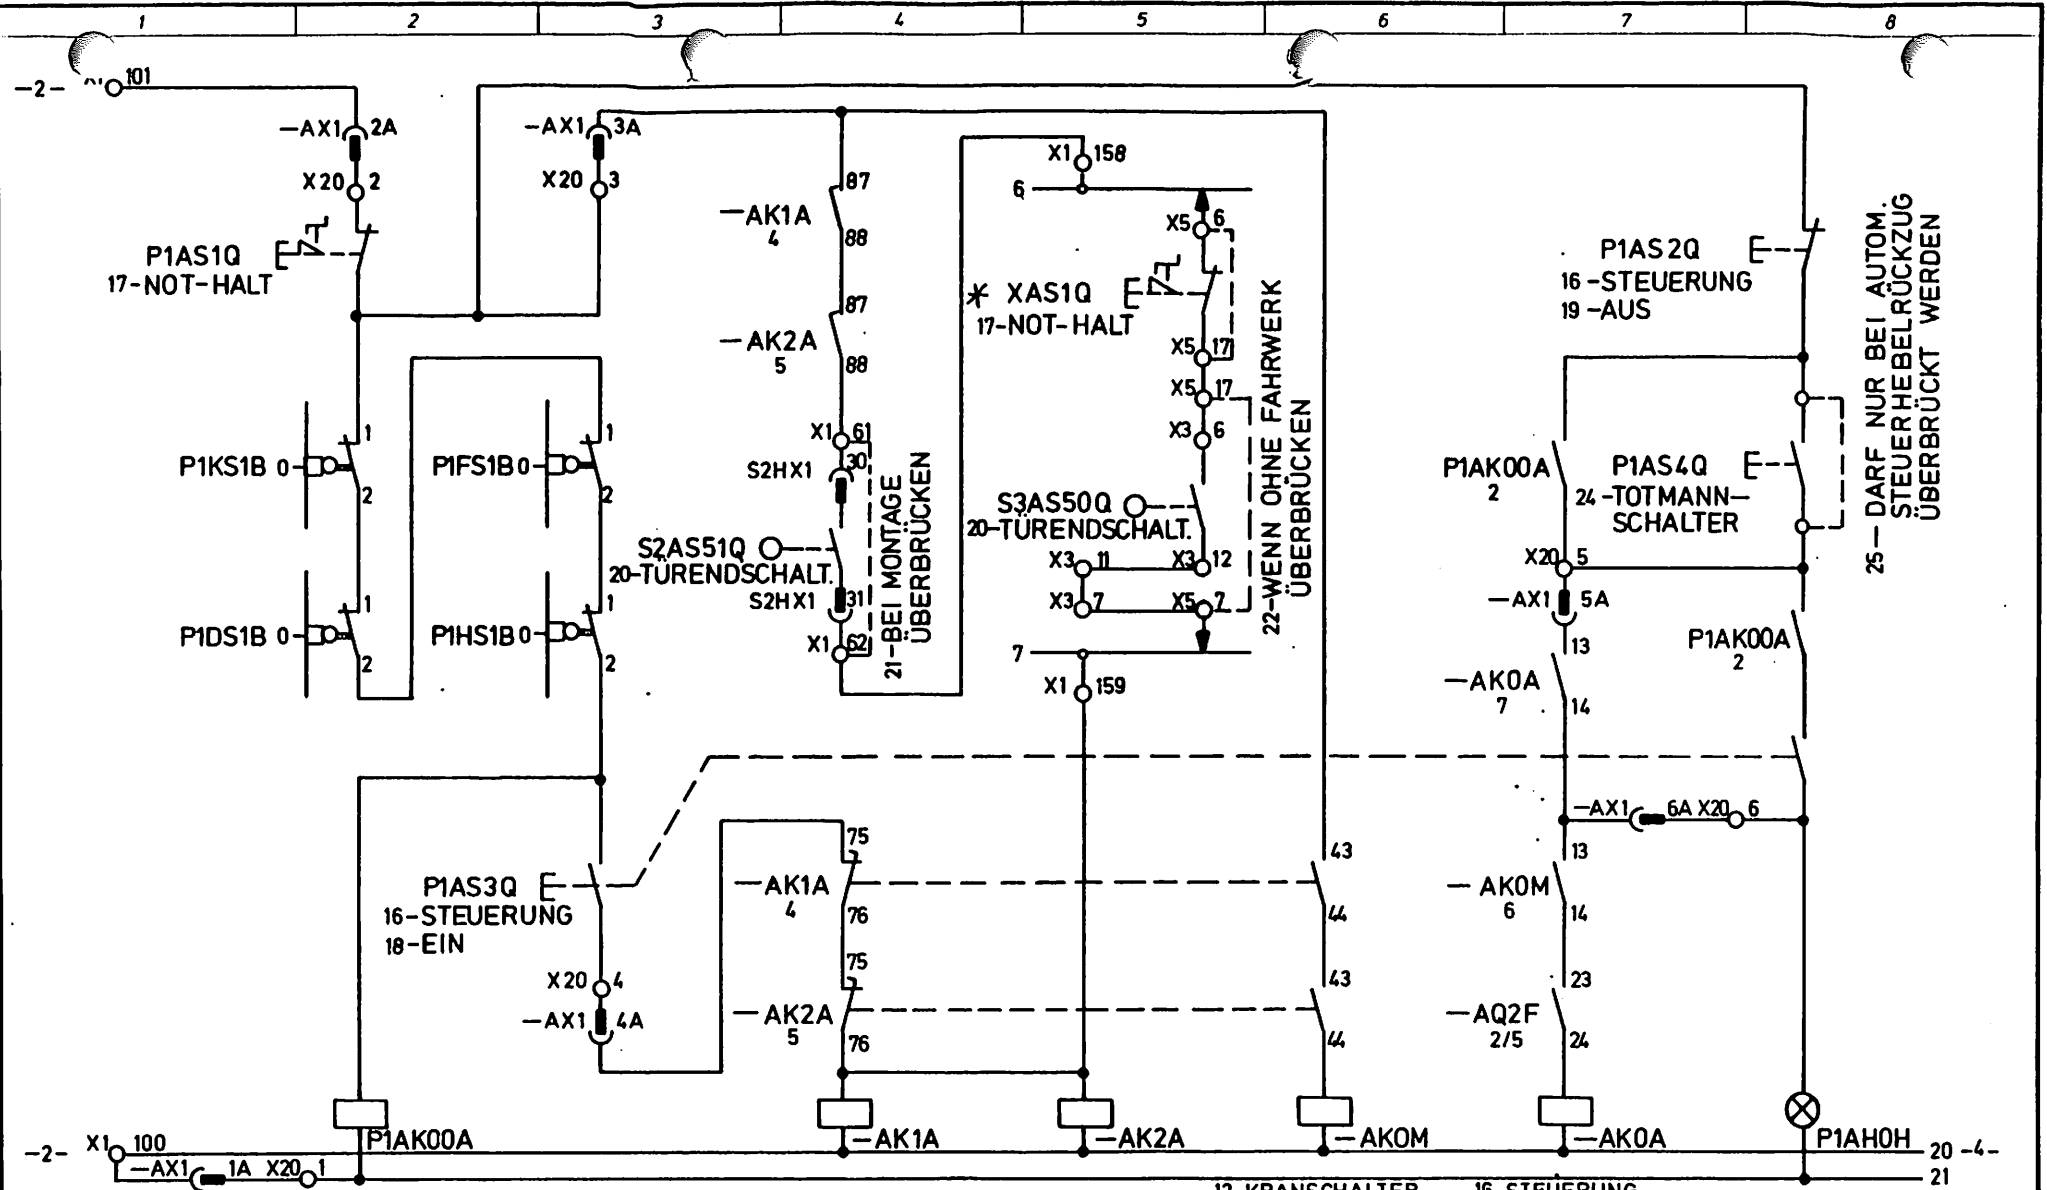 1 2 3 4 5 6 7 8
-2- 101
-AX1 2A
-AX1 3A
X20 2
X20 3
P1AS1Q
17-NOT-HALT
P1KS1B 0
1
2
P1FS1B 0
1
2
P1DS1B 0
1
2
P1HS1B 0
1
2
-AK1A
4
87
88
-AK2A
5
87
88
X1 61
S2HX1 30
S2AS51Q
20-TÜRENDSCHALT.
S2HX1 31
X1 62
21-BEI MONTAGE
ÜBERBRÜCKEN
X1 158
6
X5 6
* XAS1Q
17-NOT-HALT
X5 17
X5 17
X3 6
S3AS50Q
20-TÜRENDSCHALT.
X3 11 X3 12
X3 7 X5 7
7
X1 159
22-WENN OHNE FAHRWERK
ÜBERBRÜCKEN
P1AS2Q
16-STEUERUNG
19-AUS
P1AK00A
2
P1AS4Q
24-TOTMANN-
SCHALTER
25-DARF NUR BEI AUTOM.
STEUERHEBELRÜCKZUG
ÜBERBRÜCKT WERDEN
X20 5
-AX1 5A
13
-AK0A
7
14
P1AK00A
2
-AX1 6A X20 6
P1AS3Q
16-STEUERUNG
18-EIN
X20 4
-AX1 4A
75
-AK1A
4
76
75
-AK2A
5
76
43
44
43
44
13
-AK0M
6
14
23
-AQ2F
2/5
24
P1AK00A -AK1A -AK2A -AK0M -AK0A P1AH0H
-2- X1 100
20 -4-
-AX1 1A X20 1
21
12 KRANSCHALTER 16 STEUERUNG